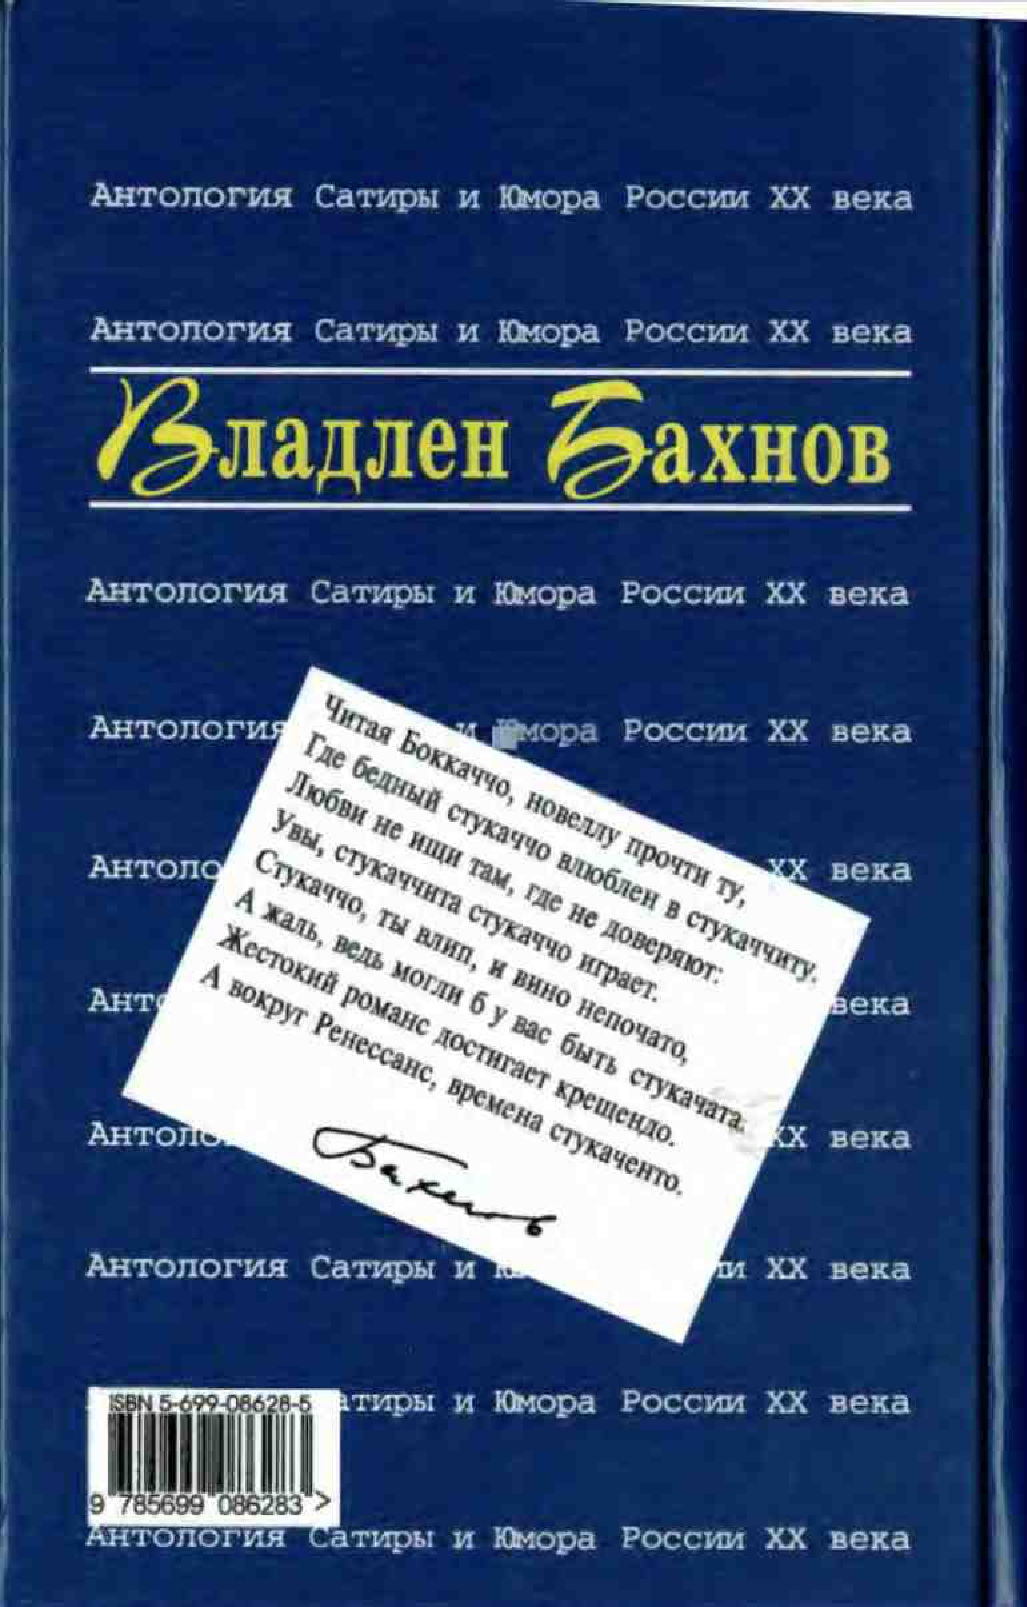 Антология Сатиры и Юмора России XX века
Антология Сатиры и Юмора России XX века
Владлен Бахнов
Антология Сатиры и Юмора России XX века
Антология и Юмора России XX века
Антоло XX века
Анто века
Антоло XX века
Антология Сатиры и Ю ии XX века
атиры и Юмора России XX века
Антология Сатиры и Юмора России XX века
Читая Боккаччо, новеллу прочти ту,
Где бедный стукаччо влюблен в стукаччиту.
Любви не ищи там, где не доверяют:
Увы, стукаччита стукаччо играет.
Стукаччо, ты влип, и вино непочато,
А жаль, ведь могли б у вас быть стукачата.
Жестокий романс достигает крещендо.
А вокруг Ренессанс, времена стукаченто.
Бахнов
ISBN 5-699-08628-5
9 785699 086283 >